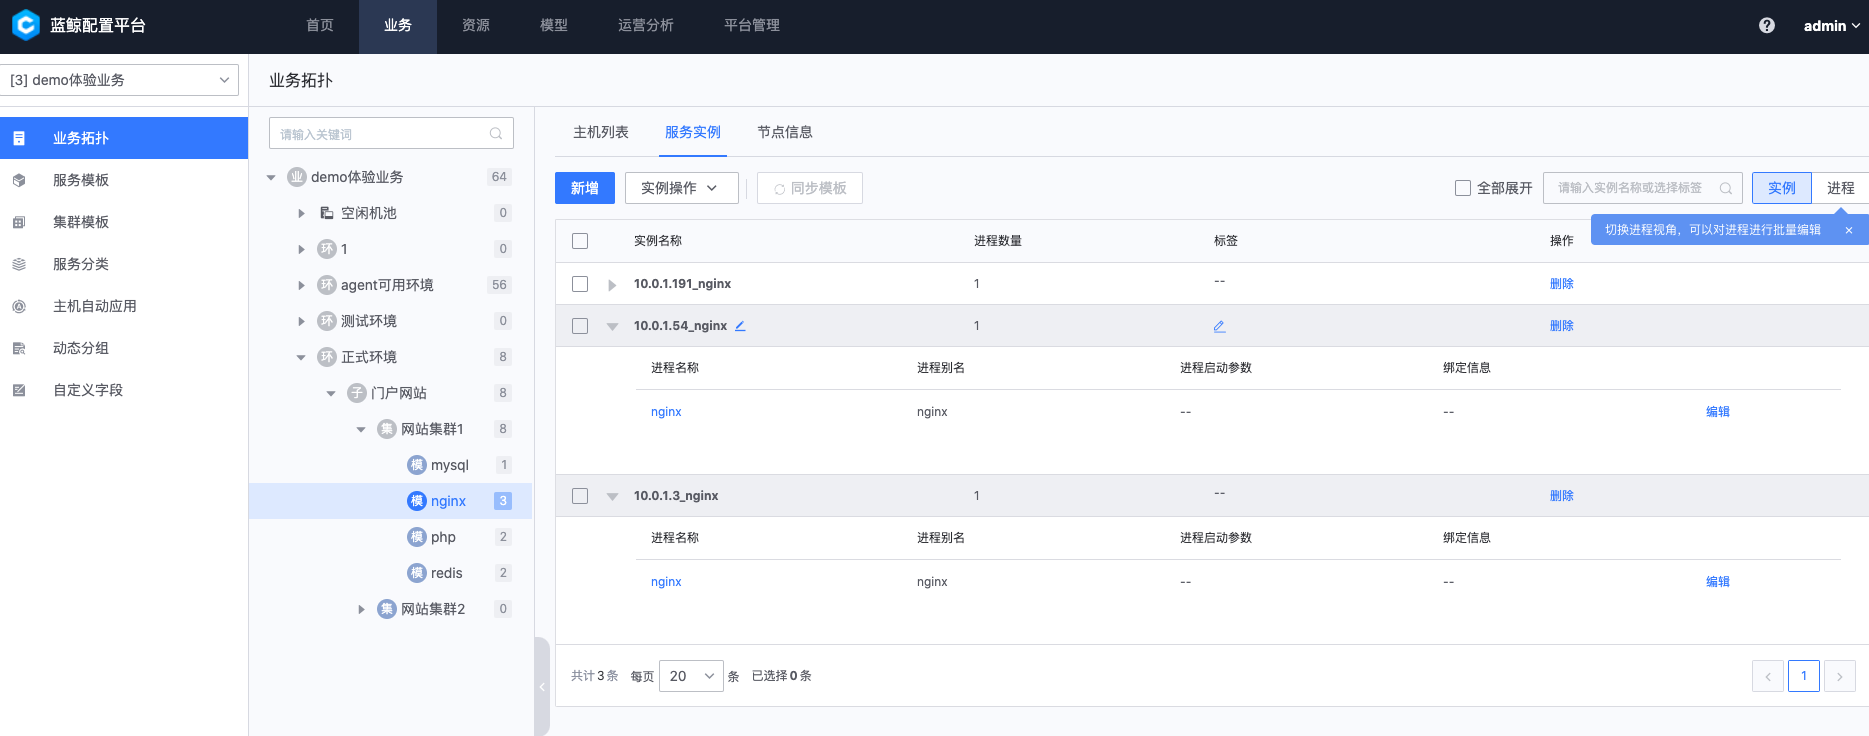 蓝鲸配置平台 首页 业务 资源 模型 运营分析 平台管理 admin
[3] demo体验业务
业务拓扑
服务模板
集群模板
服务分类
主机自动应用
动态分组
自定义字段
业务拓扑
请输入关键词
业 demo体验业务 64
空闲机池 0
环 1 0
环 agent可用环境 56
环 测试环境 0
环 正式环境 8
子 门户网站 8
集 网站集群1 8
模 mysql 1
模 nginx 3
模 php 2
模 redis 2
集 网站集群2 0
主机列表 服务实例 节点信息
新增 实例操作 同步模板 全部展开 请输入实例名称或选择标签 实例 进程
切换进程视角，可以对进程进行批量编辑 ×
实例名称 进程数量 标签 操作
10.0.1.191_nginx 1 -- 删除
10.0.1.54_nginx 1 删除
进程名称 进程别名 进程启动参数 绑定信息
nginx nginx -- -- 编辑
10.0.1.3_nginx 1 -- 删除
进程名称 进程别名 进程启动参数 绑定信息
nginx nginx -- -- 编辑
共计 3 条 每页 20 条 已选择 0 条 1